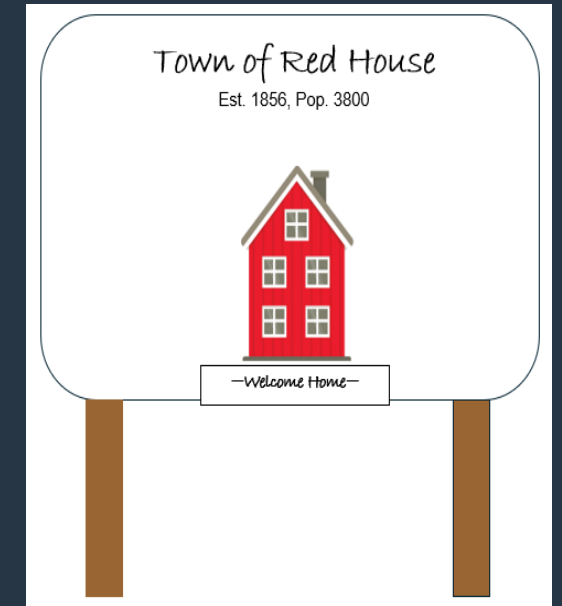 Town of Red House
Est. 1856, Pop. 3800
—Welcome Home—